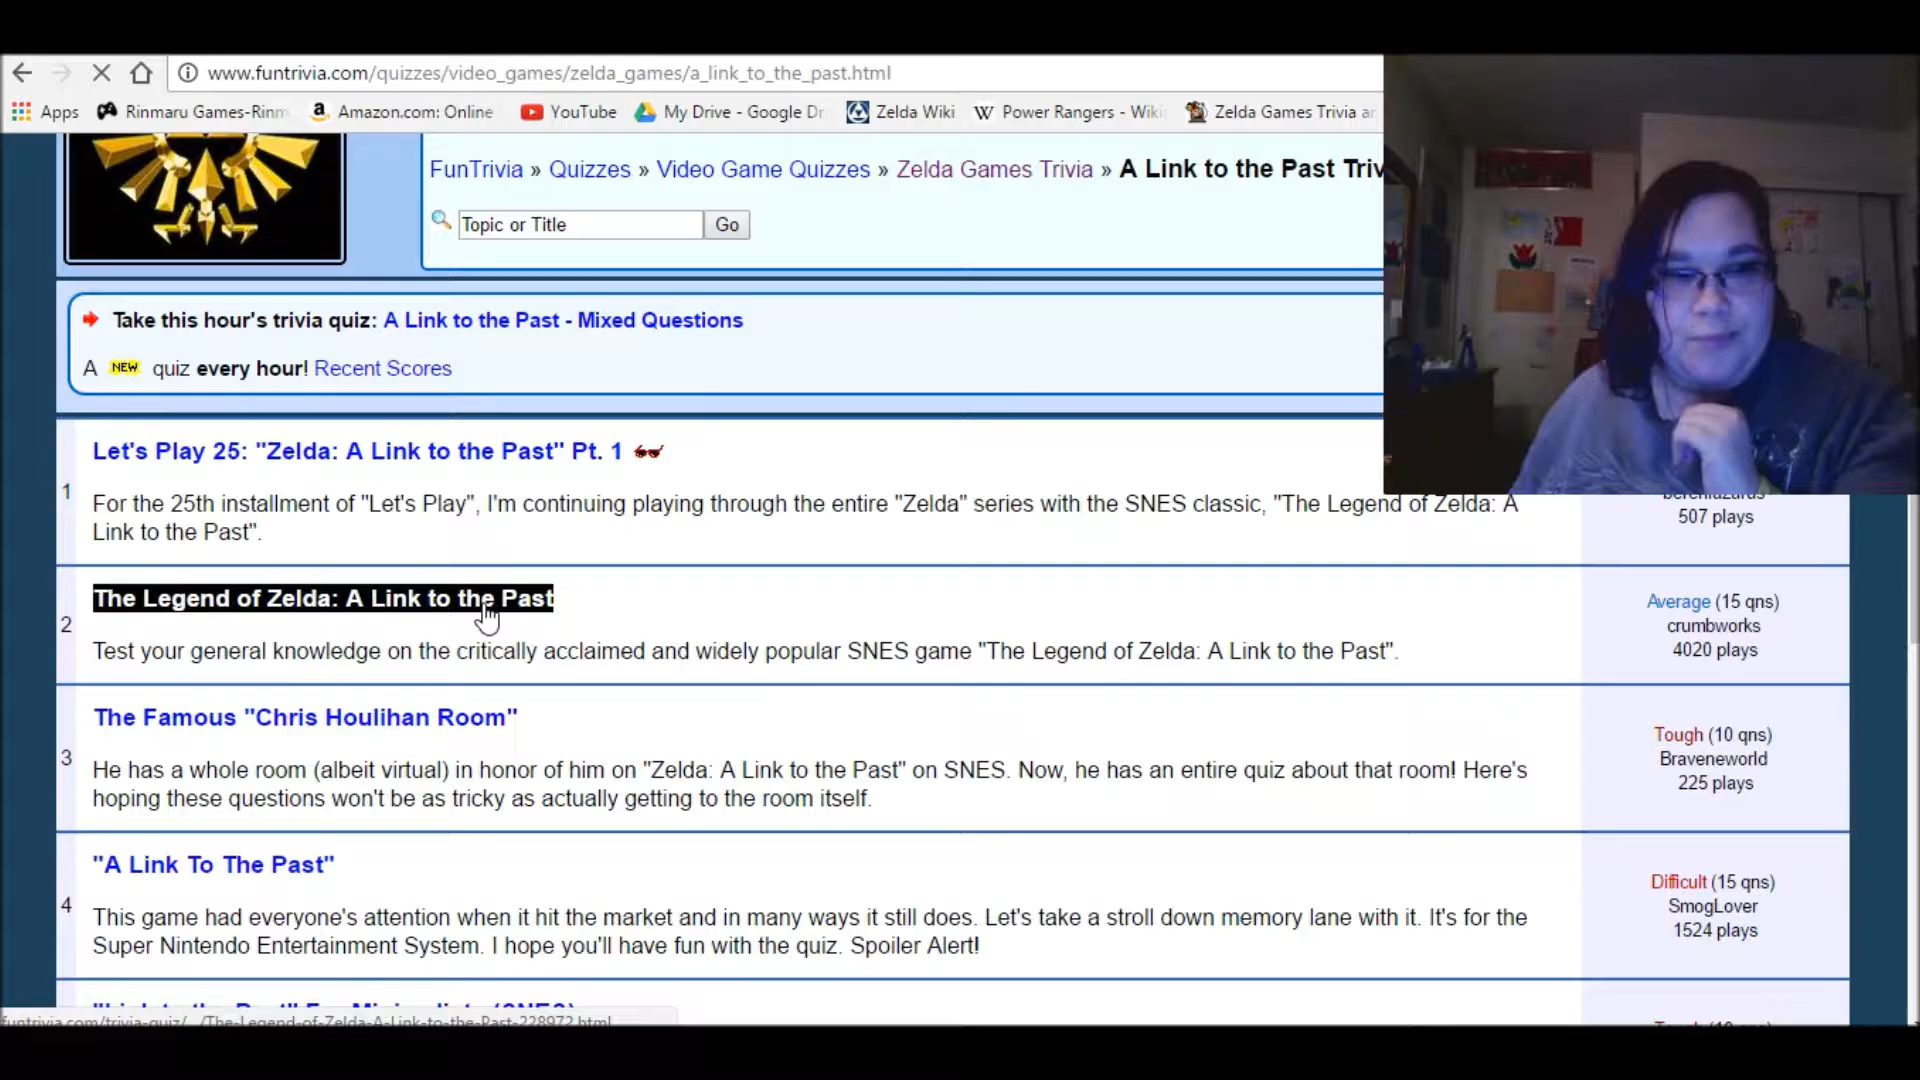 www.funtrivia.com/quizzes/video_games/zelda_games/a_link_to_the_past.html
Apps Rinmaru Games-Rinm Amazon.com: Online YouTube My Drive - Google Dr Zelda Wiki Power Rangers - Wiki Zelda Games Trivia an
FunTrivia » Quizzes » Video Game Quizzes » Zelda Games Trivia » A Link to the Past Triv
Topic or Title Go
Take this hour's trivia quiz: A Link to the Past - Mixed Questions
A NEW quiz every hour! Recent Scores
Let's Play 25: "Zelda: A Link to the Past" Pt. 1
1
For the 25th installment of "Let's Play", I'm continuing playing through the entire "Zelda" series with the SNES classic, "The Legend of Zelda: A
Link to the Past".
507 plays
The Legend of Zelda: A Link to the Past
2
Test your general knowledge on the critically acclaimed and widely popular SNES game "The Legend of Zelda: A Link to the Past".
Average (15 qns)
crumbworks
4020 plays
The Famous "Chris Houlihan Room"
3
He has a whole room (albeit virtual) in honor of him on "Zelda: A Link to the Past" on SNES. Now, he has an entire quiz about that room! Here's
hoping these questions won't be as tricky as actually getting to the room itself.
Tough (10 qns)
Braveneworld
225 plays
"A Link To The Past"
4
This game had everyone's attention when it hit the market and in many ways it still does. Let's take a stroll down memory lane with it. It's for the
Super Nintendo Entertainment System. I hope you'll have fun with the quiz. Spoiler Alert!
Difficult (15 qns)
SmogLover
1524 plays
funtrivia.com/trivia-quiz/.../The-Legend-of-Zelda-A-Link-to-the-Past-228972.html